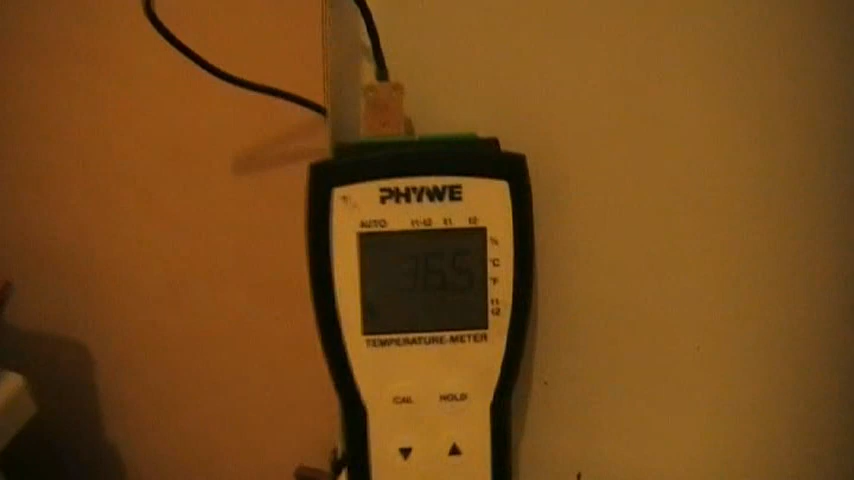 PHYWE
AUTO t1-t2 t1 t2
%
°C
°F
t1
t2
TEMPERATURE-METER
CAL HOLD